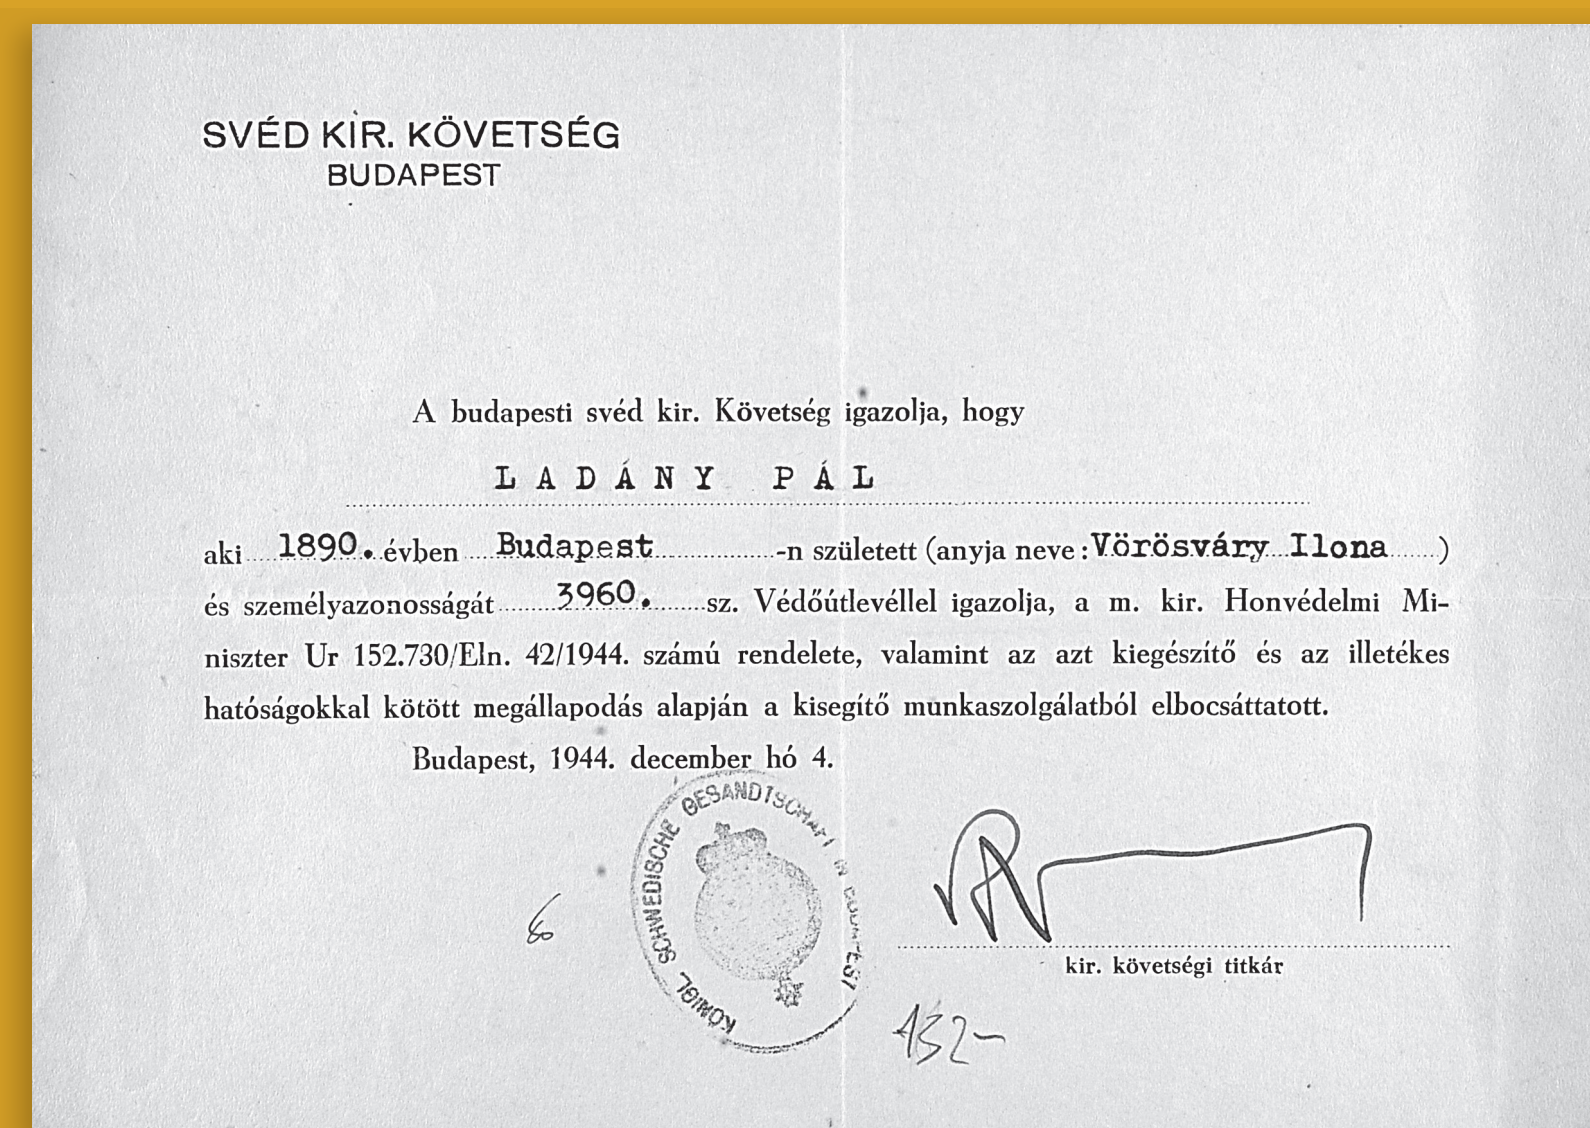 SVÉD KIR. KÖVETSÉG
BUDAPEST
A budapesti svéd kir. Követség igazolja, hogy
LADÁNY PÁL
aki 1890. évben Budapest -n született (anyja neve: Vörösváry Ilona )
és személyazonosságát 3960. sz. Védőútlevéllel igazolja, a m. kir. Honvédelmi Mi-
niszter Ur 152.730/Eln. 42/1944. számú rendelete, valamint az azt kiegészítő és az illetékes
hatóságokkal kötött megállapodás alapján a kisegítő munkaszolgálatból elbocsáttatott.
Budapest, 1944. december hó 4.
KÖNIGL. SCHWEDISCHE GESANDTSCHAFT IN BUDAPEST
kir. követségi titkár